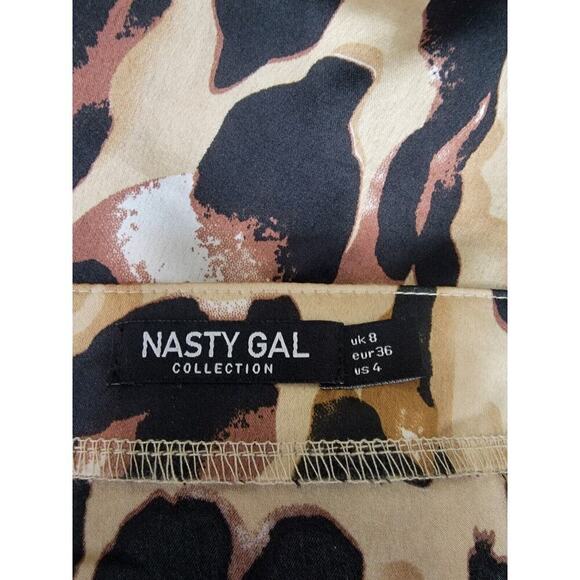 NASTY GAL
COLLECTION
uk 8
eur 36
us 4